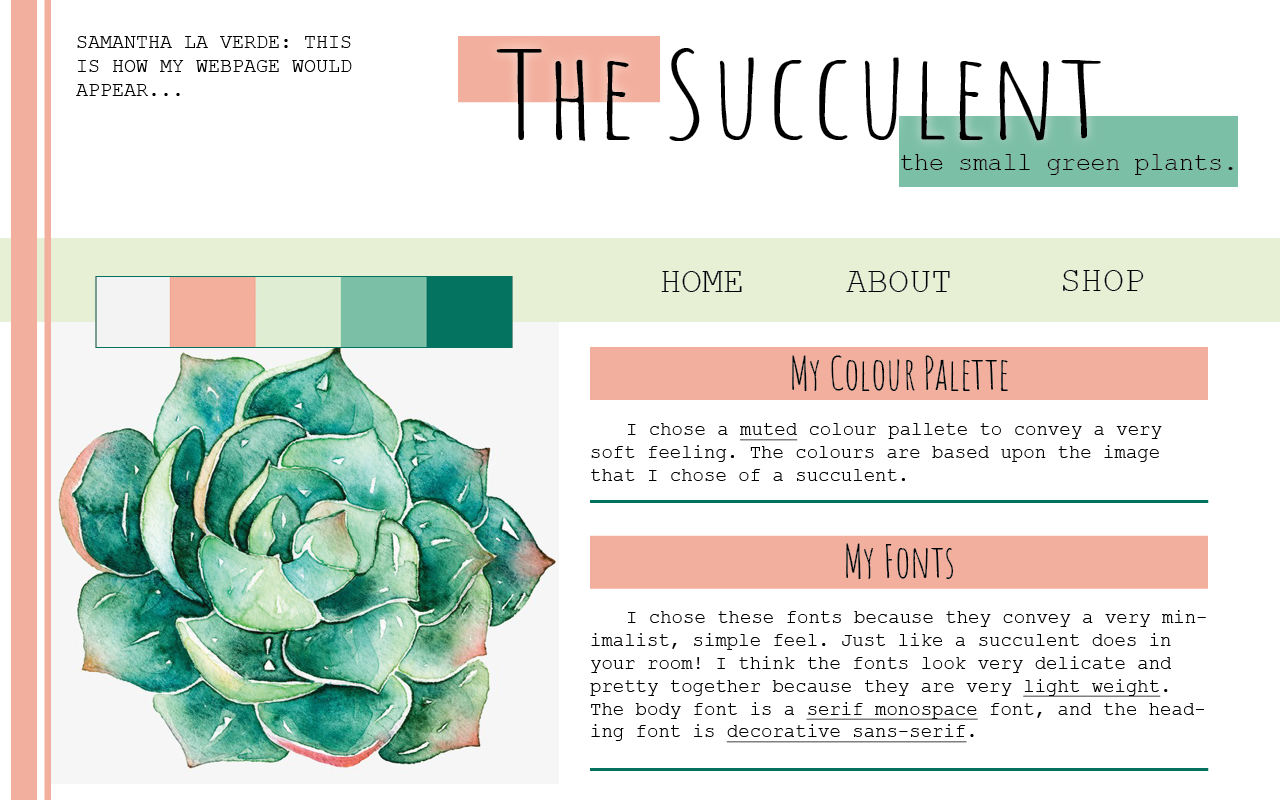 SAMANTHA LA VERDE: THIS
IS HOW MY WEBPAGE WOULD
APPEAR...
The Succulent
the small green plants.
HOME ABOUT SHOP
My Colour Palette
I chose a muted colour pallete to convey a very
soft feeling. The colours are based upon the image
that I chose of a succulent.
My Fonts
I chose these fonts because they convey a very min-
imalist, simple feel. Just like a succulent does in
your room! I think the fonts look very delicate and
pretty together because they are very light weight.
The body font is a serif monospace font, and the head-
ing font is decorative sans-serif.